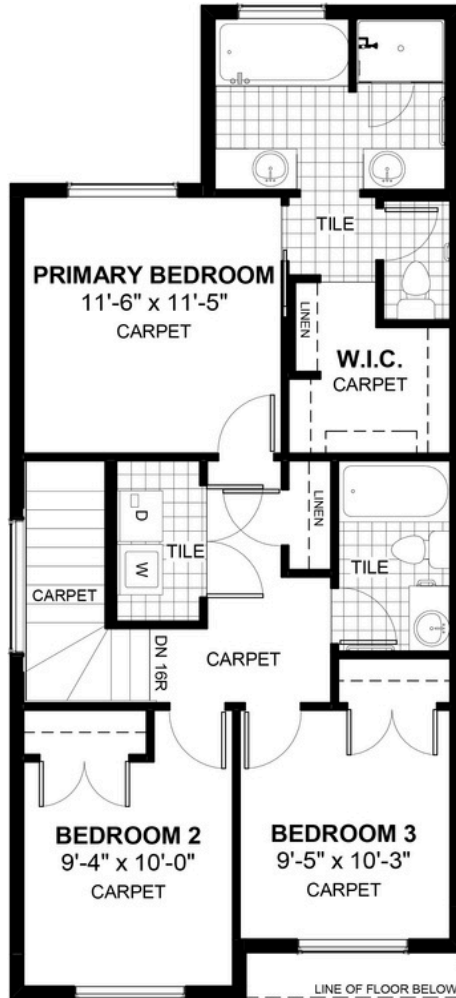 TILE
PRIMARY BEDROOM
11'-6" x 11'-5"
CARPET
LINEN
W.I.C.
CARPET
D
W
TILE
LINEN
TILE
CARPET
DN 16R
CARPET
BEDROOM 2
9'-4" x 10'-0"
CARPET
BEDROOM 3
9'-5" x 10'-3"
CARPET
LINE OF FLOOR BELOW